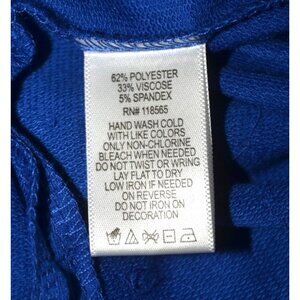 62% POLYESTER
33% VISCOSE
5% SPANDEX
RN# 118565
HAND WASH COLD
WITH LIKE COLORS
ONLY NON-CHLORINE
BLEACH WHEN NEEDED
DO NOT TWIST OR WRING
LAY FLAT TO DRY
LOW IRON IF NEEDED
ON REVERSE
DO NOT IRON ON
DECORATION